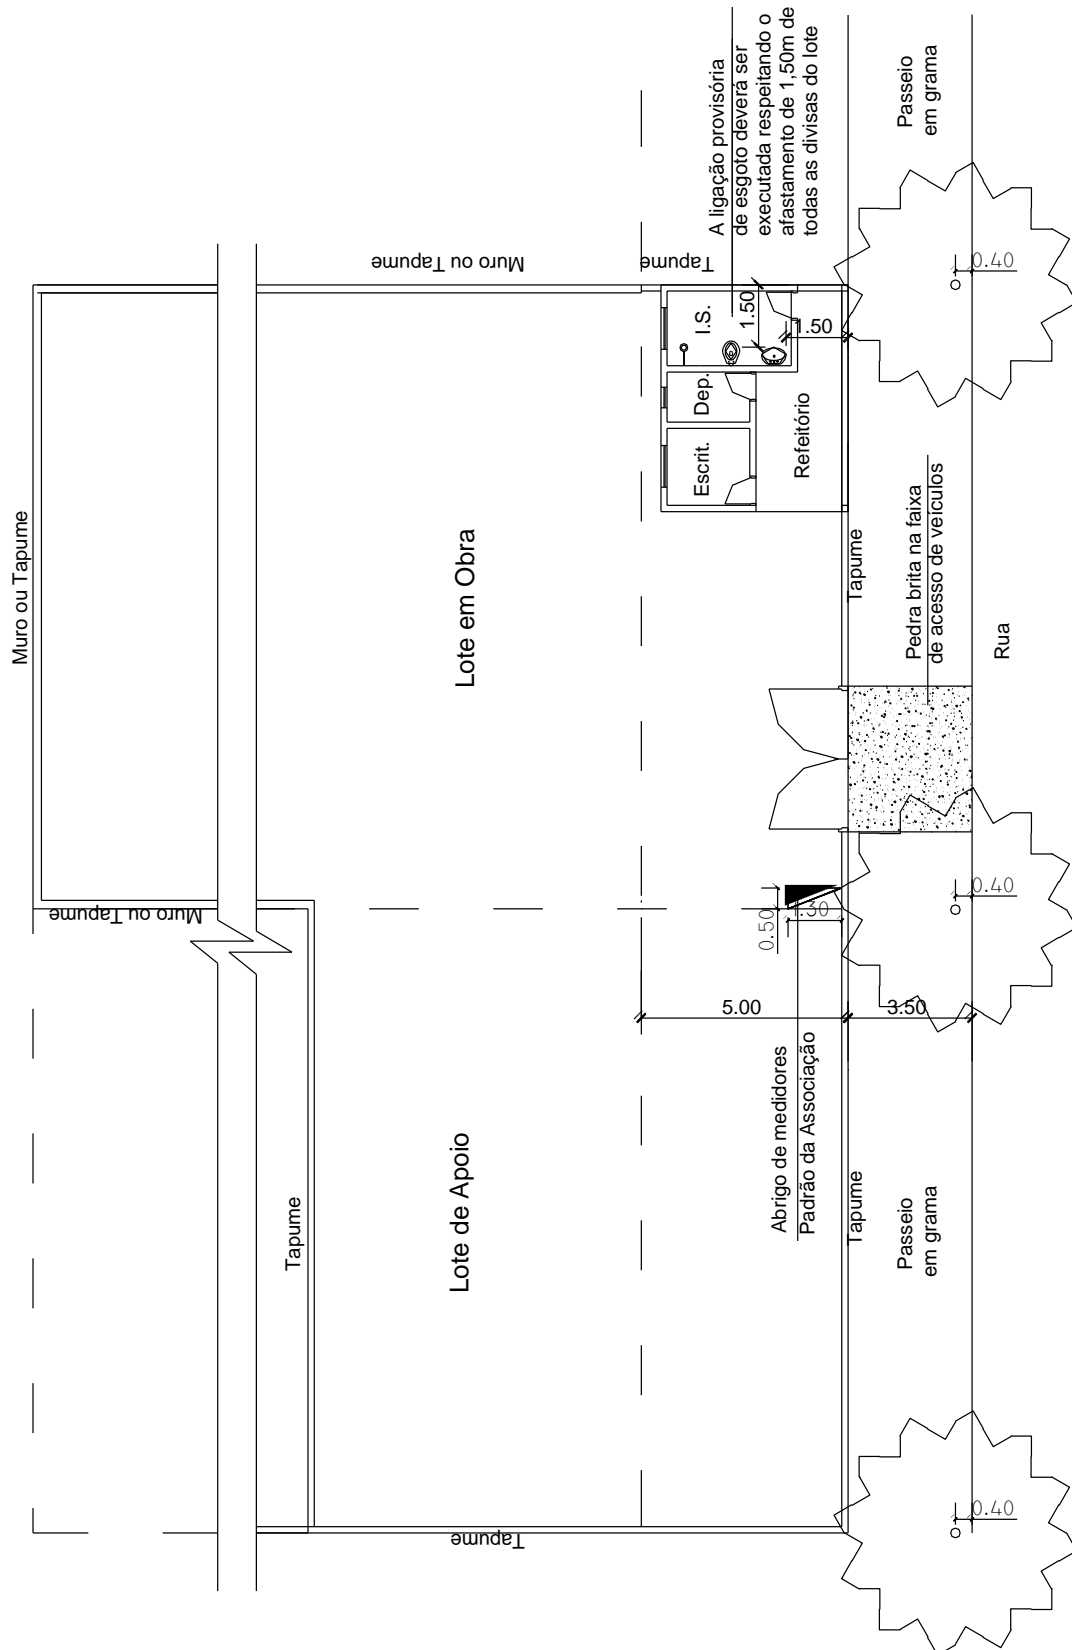 Muro ou Tapume
Muro ou Tapume
Muro ou Tapume
Tapume
Tapume
Tapume
Lote de Apoio
Lote em Obra
A ligação provisória
de esgoto deverá ser
executada respeitando o
afastamento de 1,50m de
todas as divisas do lote
Escrit.
Dep.
I.S.
1.50
1.50
Refeitório
5.00
3.50
0.50
1.30
Abrigo de medidores
Padrão da Associação
Tapume
Tapume
Passeio
em grama
Pedra brita na faixa
de acesso de veículos
Passeio
em grama
0.40
0.40
0.40
Rua